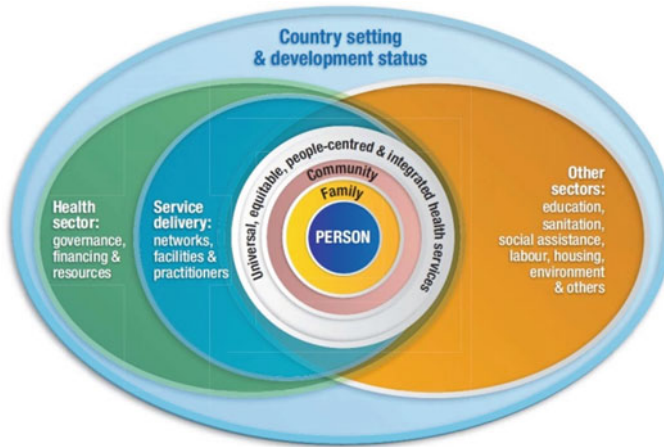 Country setting
& development status
Health
sector:
governance,
financing &
resources
Service
delivery:
networks,
facilities &
practitioners
Universal, equitable, people-centred & integrated health services
Community
Family
PERSON
Other
sectors:
education,
sanitation,
social assistance,
labour, housing,
environment
& others